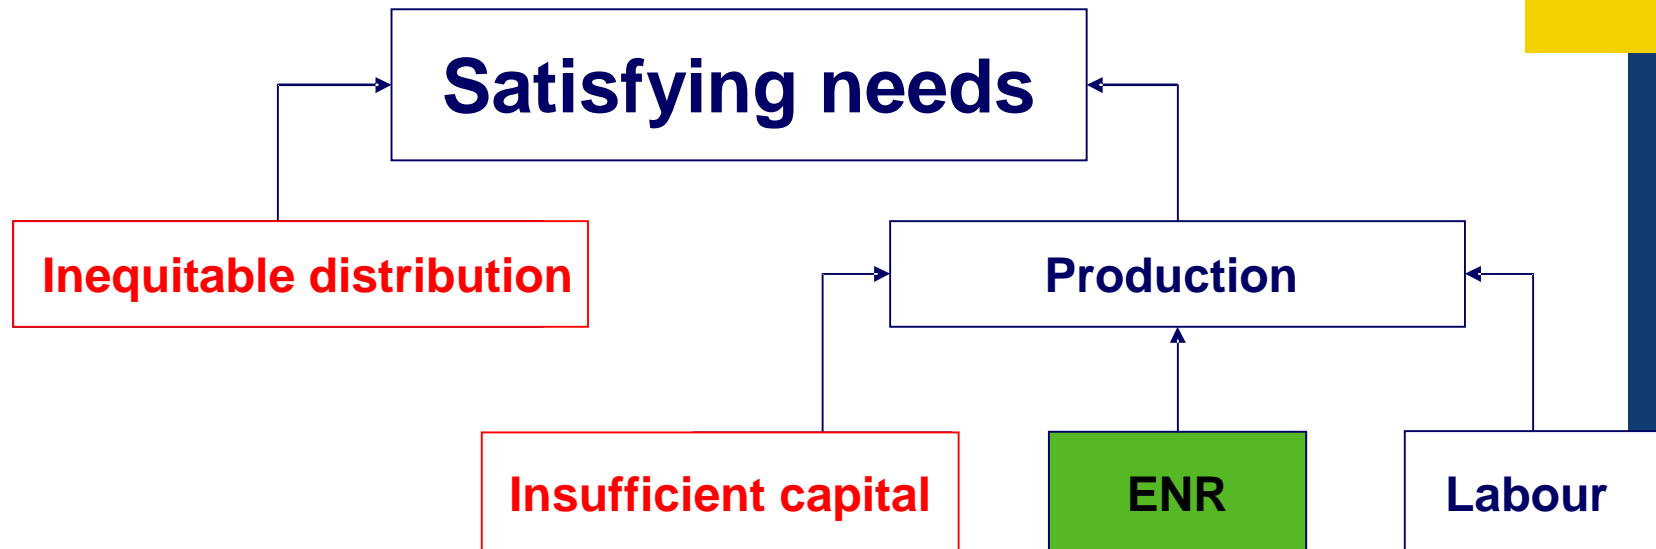 Satisfying needs
Inequitable distribution
Production
Insufficient capital
ENR
Labour